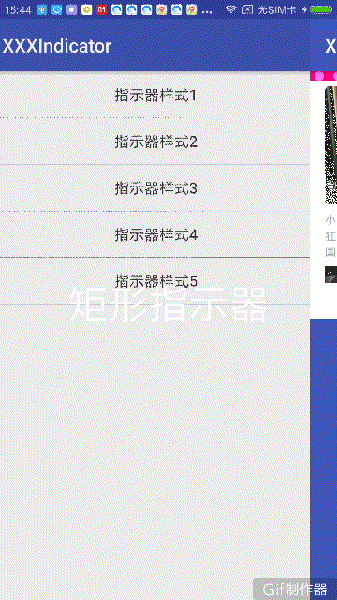 15:44 ... 无SIM卡
XXXIndicator
X
指示器样式1
指示器样式2
指示器样式3
小
狂
指示器样式4
圍
指示器样式5
矩形指示器
Gif制作器